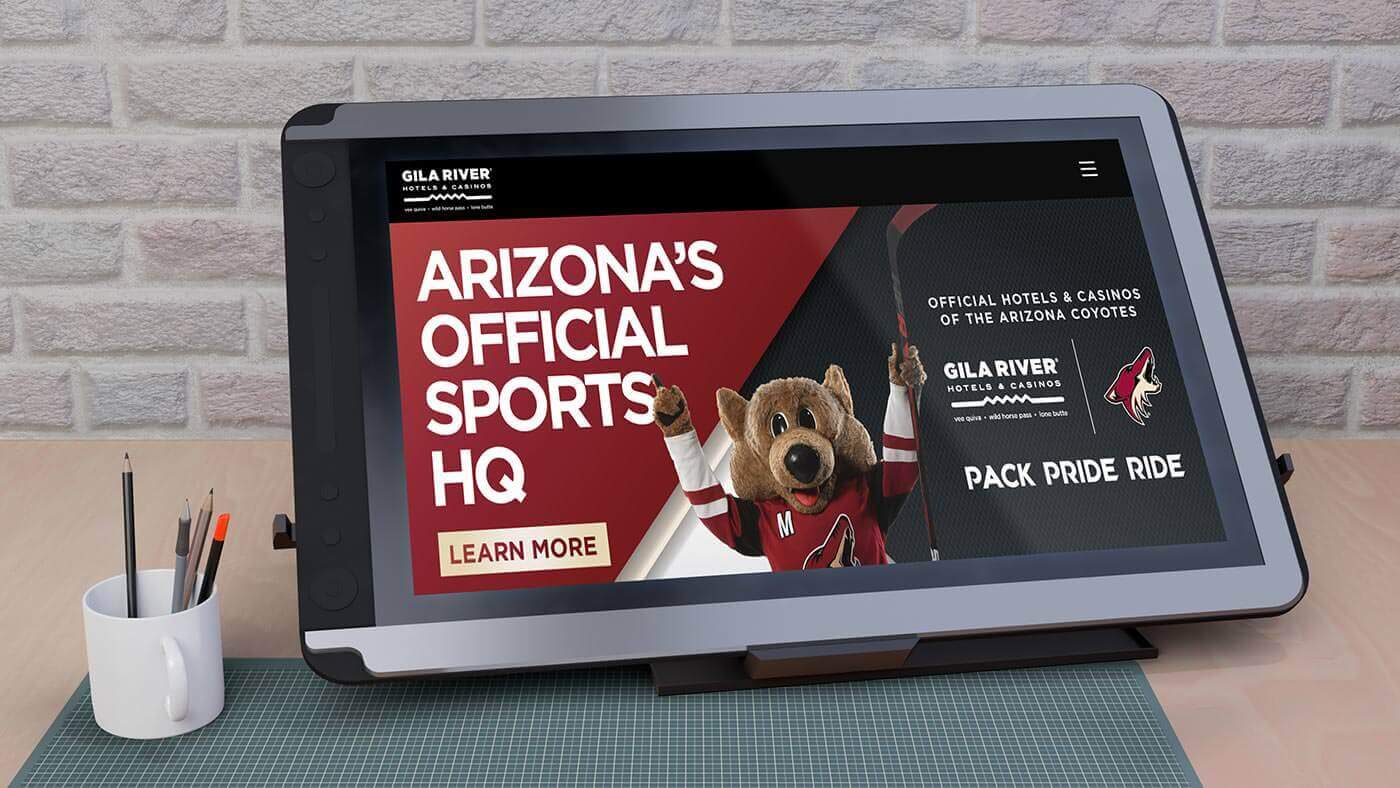 GILA RIVER®
HOTELS & CASINOS
vee quiva • wild horse pass • lone butte
ARIZONA'S
OFFICIAL
SPORTS
HQ
LEARN MORE
M
OFFICIAL HOTELS & CASINOS
OF THE ARIZONA COYOTES
GILA RIVER®
HOTELS & CASINOS
vee quiva • wild horse pass • lone butte
PACK PRIDE RIDE